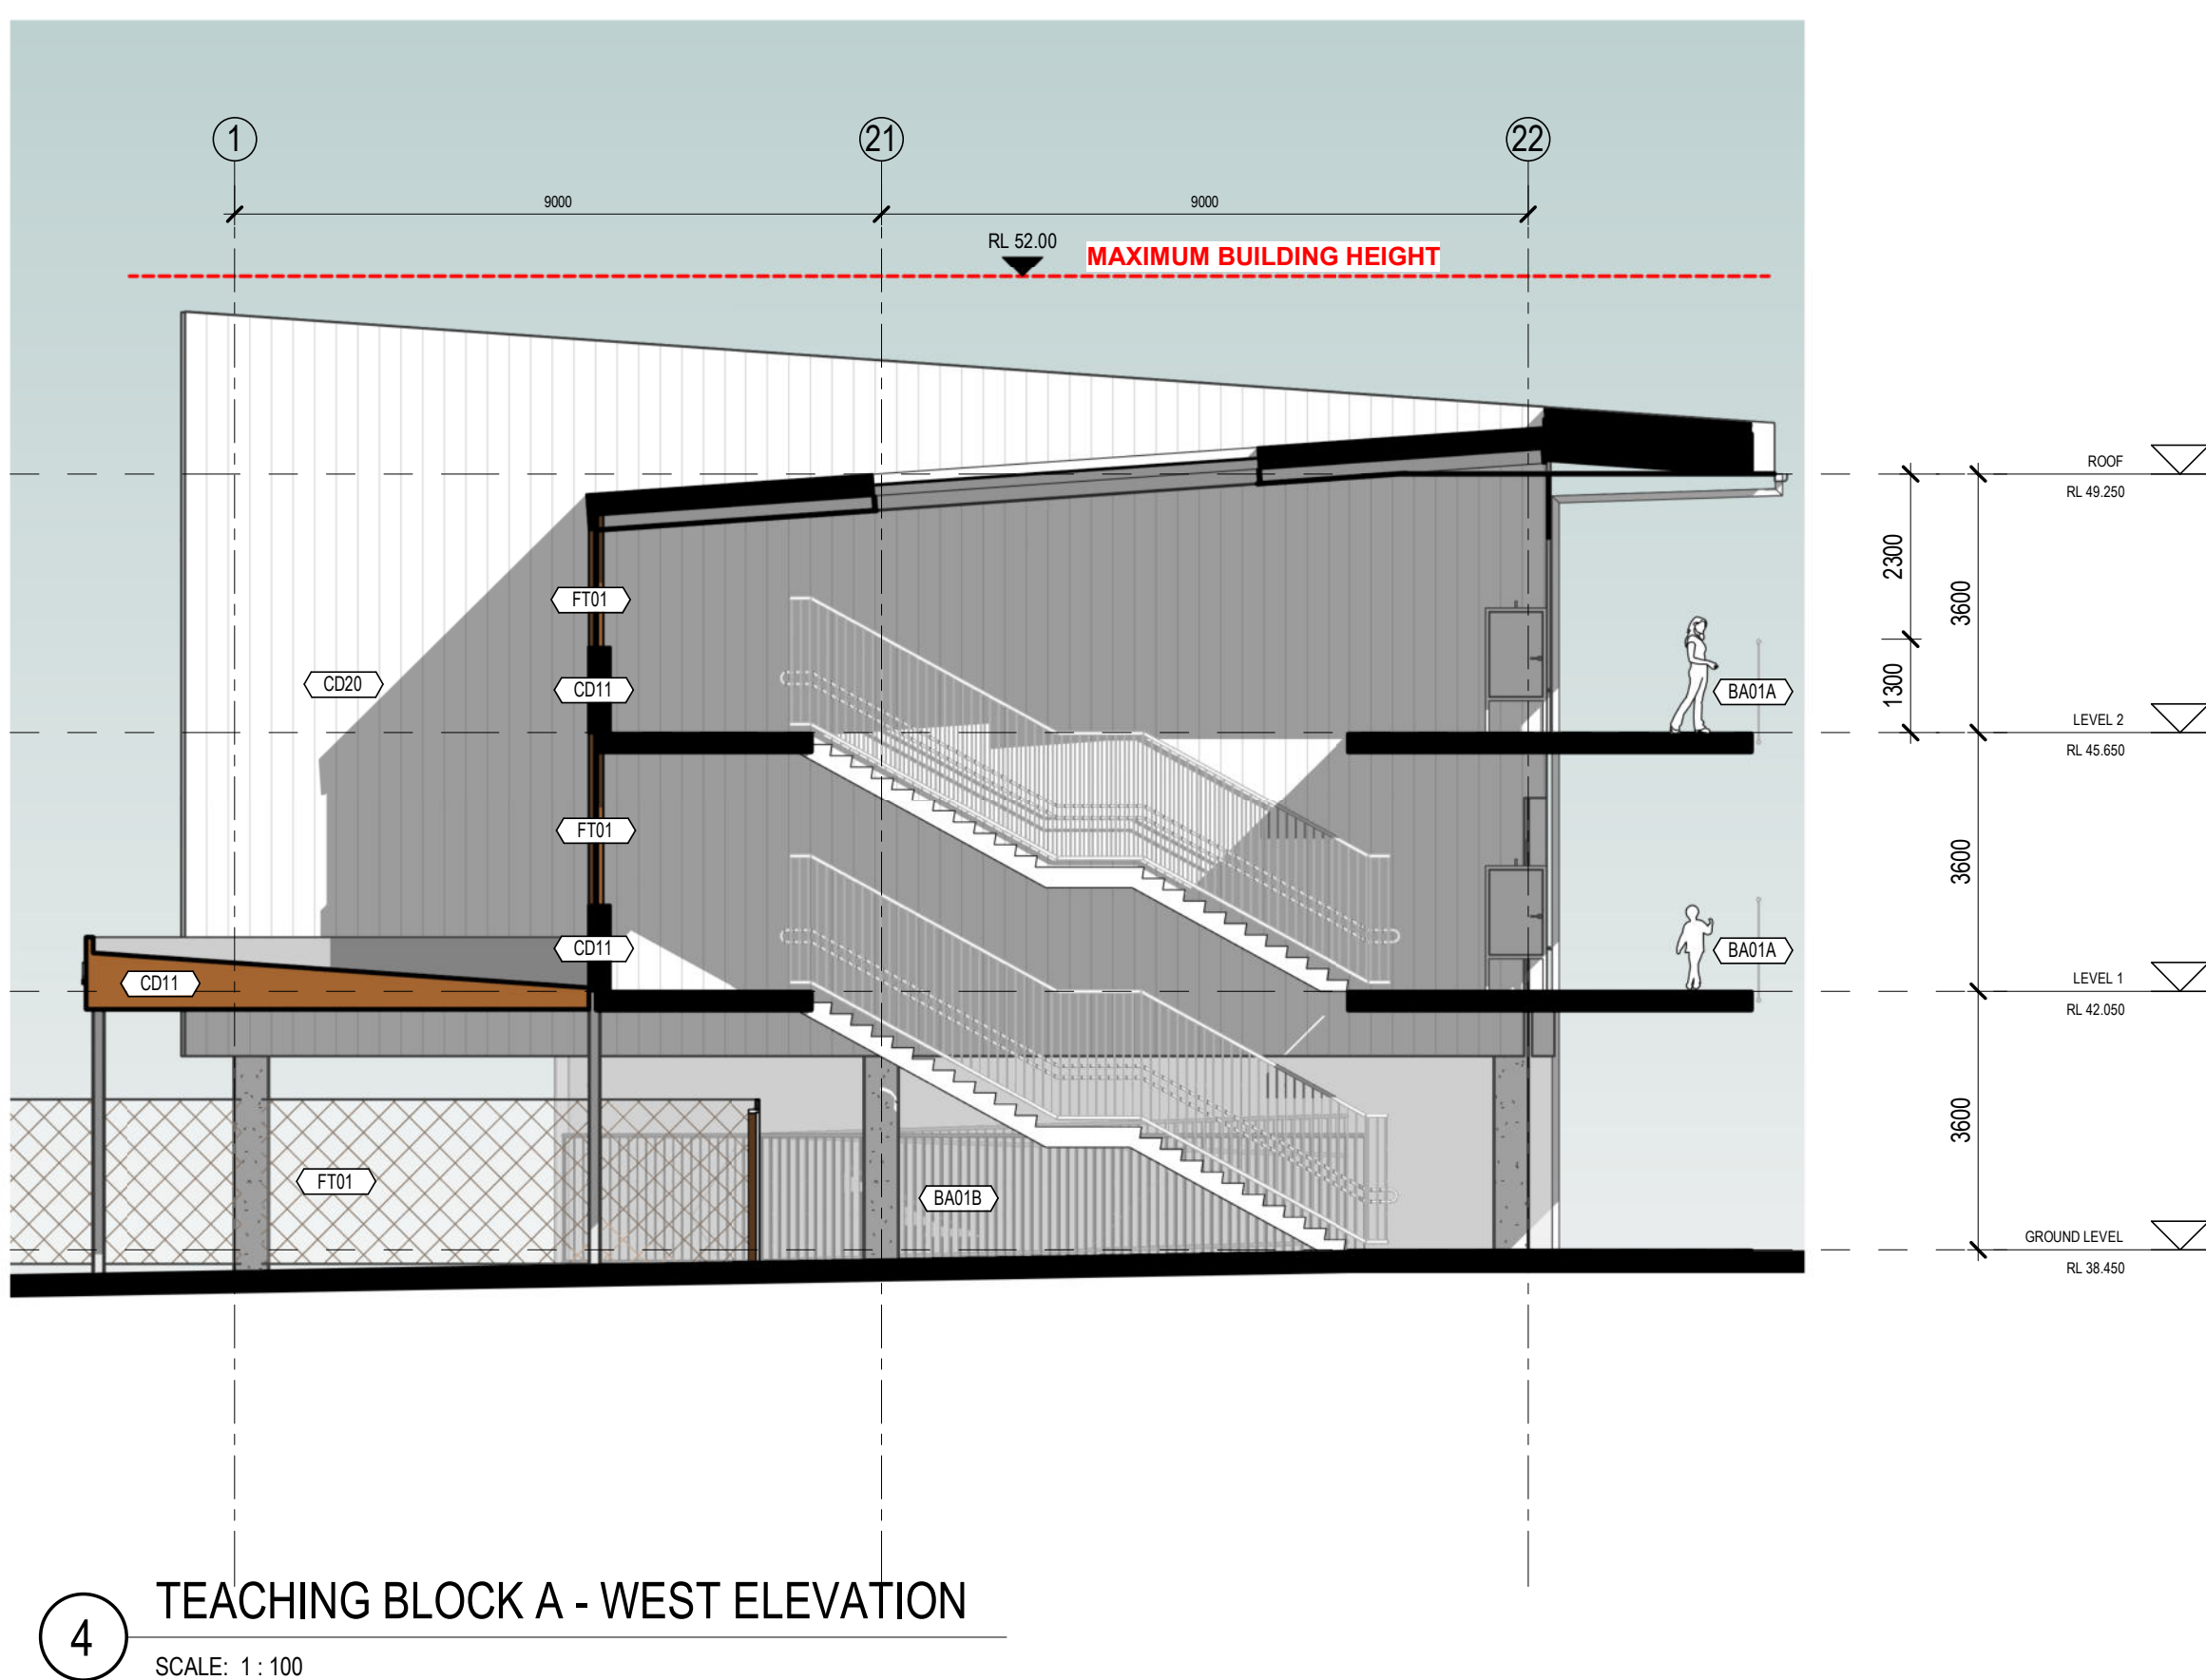 1
21
22
9000
9000
RL 52.00
MAXIMUM BUILDING HEIGHT
ROOF
RL 49.250
2300
3600
FT01
CD20
CD11
BA01A
1300
LEVEL 2
RL 45.650
FT01
3600
CD11
BA01A
CD11
LEVEL 1
RL 42.050
3600
FT01
BA01B
GROUND LEVEL
RL 38.450
4
TEACHING BLOCK A - WEST ELEVATION
SCALE: 1 : 100